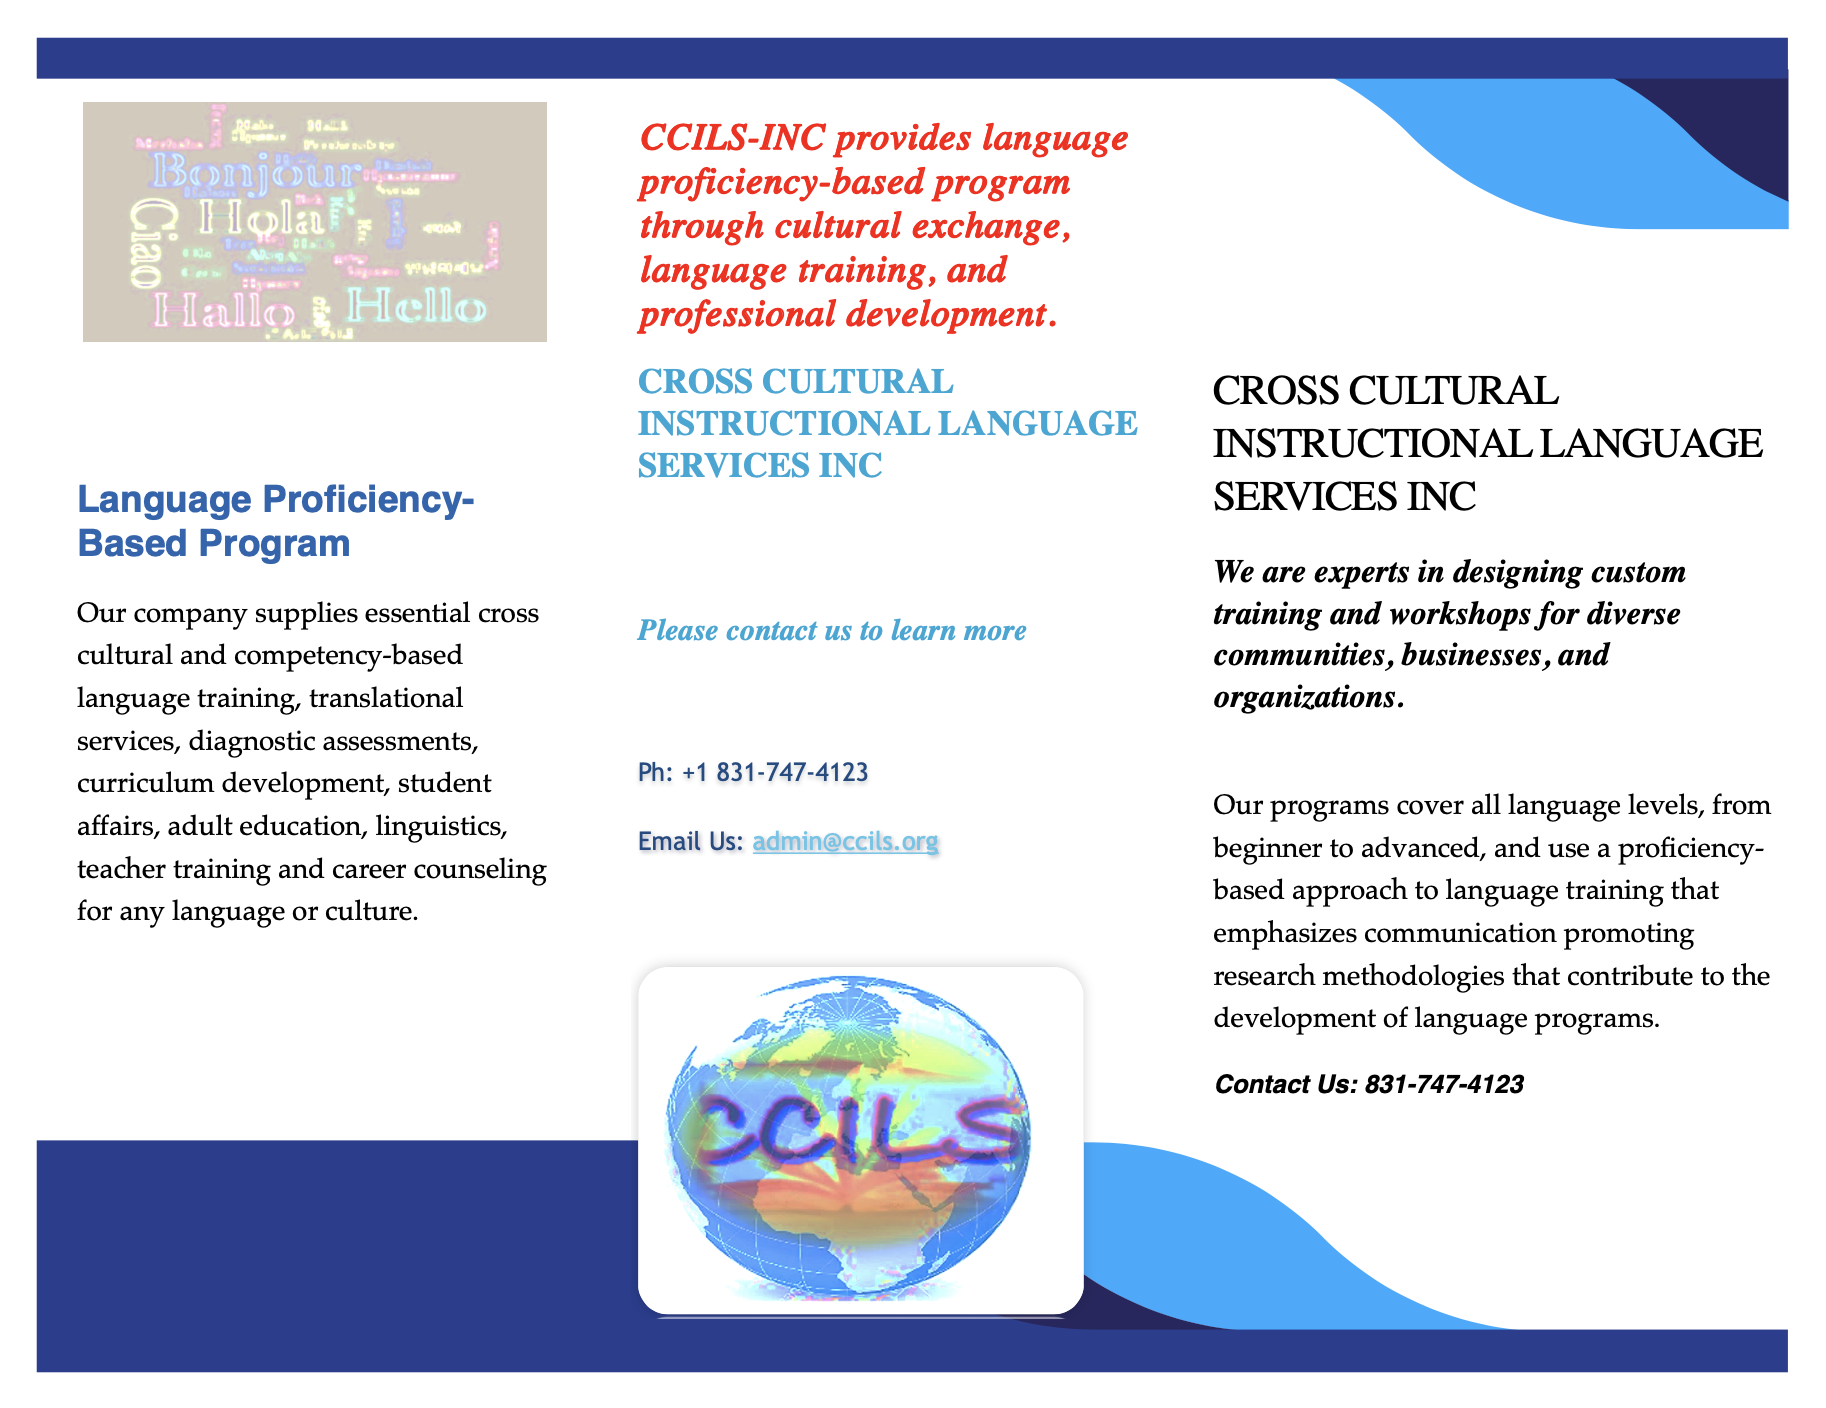 Bonjour
Hola
Ciao
Hallo
Hello
Language Proficiency-
Based Program
Our company supplies essential cross
cultural and competency-based
language training, translational
services, diagnostic assessments,
curriculum development, student
affairs, adult education, linguistics,
teacher training and career counseling
for any language or culture.
CCILS-INC provides language
proficiency-based program
through cultural exchange,
language training, and
professional development.
CROSS CULTURAL
INSTRUCTIONAL LANGUAGE
SERVICES INC
Please contact us to learn more
Ph: +1 831-747-4123
Email Us: admin@ccils.org
CCILS
CROSS CULTURAL
INSTRUCTIONAL LANGUAGE
SERVICES INC
We are experts in designing custom
training and workshops for diverse
communities, businesses, and
organizations.
Our programs cover all language levels, from
beginner to advanced, and use a proficiency-
based approach to language training that
emphasizes communication promoting
research methodologies that contribute to the
development of language programs.
Contact Us: 831-747-4123